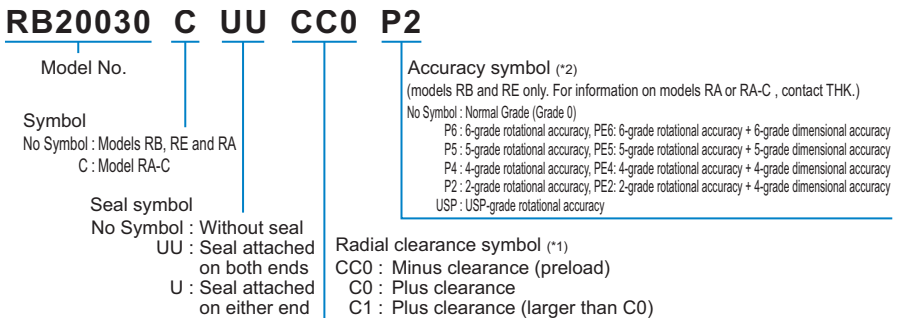 RB20030 C UU CC0 P2
Model No.
Symbol
No Symbol : Models RB, RE and RA
C : Model RA-C
Seal symbol
No Symbol : Without seal
UU : Seal attached
on both ends
U : Seal attached
on either end
Radial clearance symbol (*1)
CC0 : Minus clearance (preload)
C0 : Plus clearance
C1 : Plus clearance (larger than C0)
Accuracy symbol (*2)
(models RB and RE only. For information on models RA or RA-C , contact THK.)
No Symbol : Normal Grade (Grade 0)
P6 : 6-grade rotational accuracy, PE6: 6-grade rotational accuracy + 6-grade dimensional accuracy
P5 : 5-grade rotational accuracy, PE5: 5-grade rotational accuracy + 5-grade dimensional accuracy
P4 : 4-grade rotational accuracy, PE4: 4-grade rotational accuracy + 4-grade dimensional accuracy
P2 : 2-grade rotational accuracy, PE2: 2-grade rotational accuracy + 4-grade dimensional accuracy
USP : USP-grade rotational accuracy